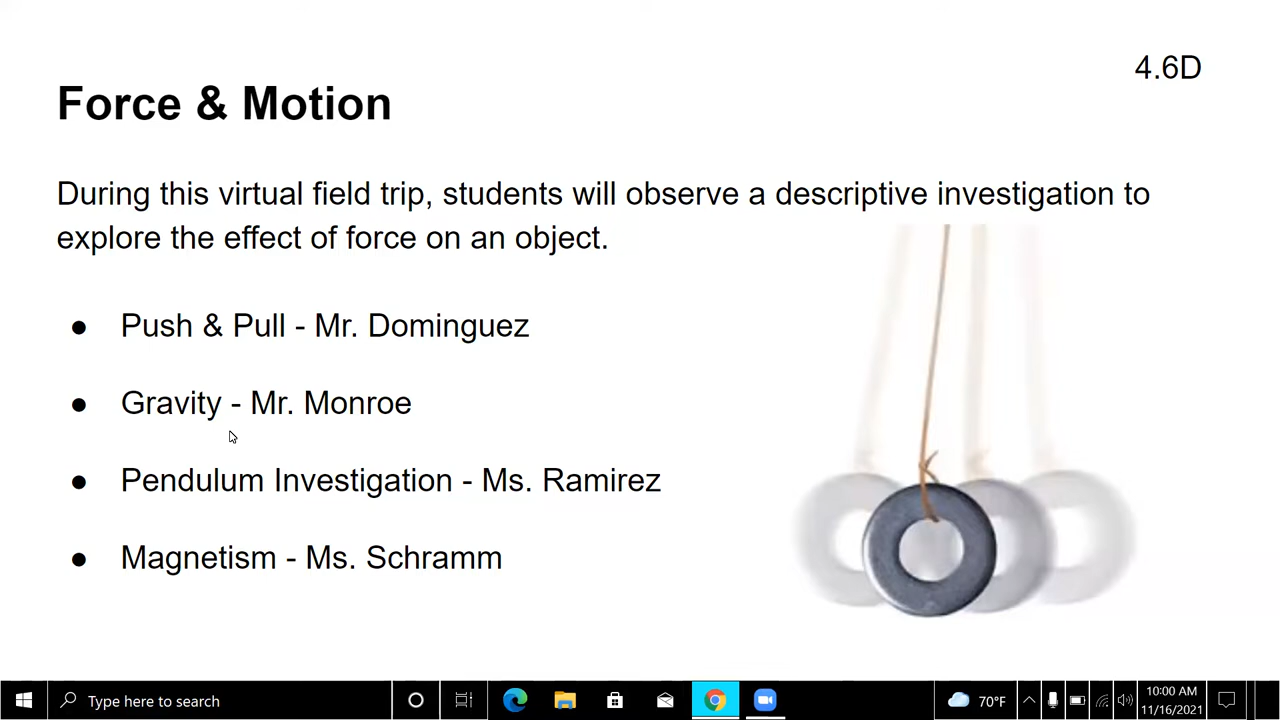 4.6D
Force & Motion
During this virtual field trip, students will observe a descriptive investigation to
explore the effect of force on an object.
● Push & Pull - Mr. Dominguez
● Gravity - Mr. Monroe
● Pendulum Investigation - Ms. Ramirez
● Magnetism - Ms. Schramm
Type here to search
70°F
10:00 AM
11/16/2021